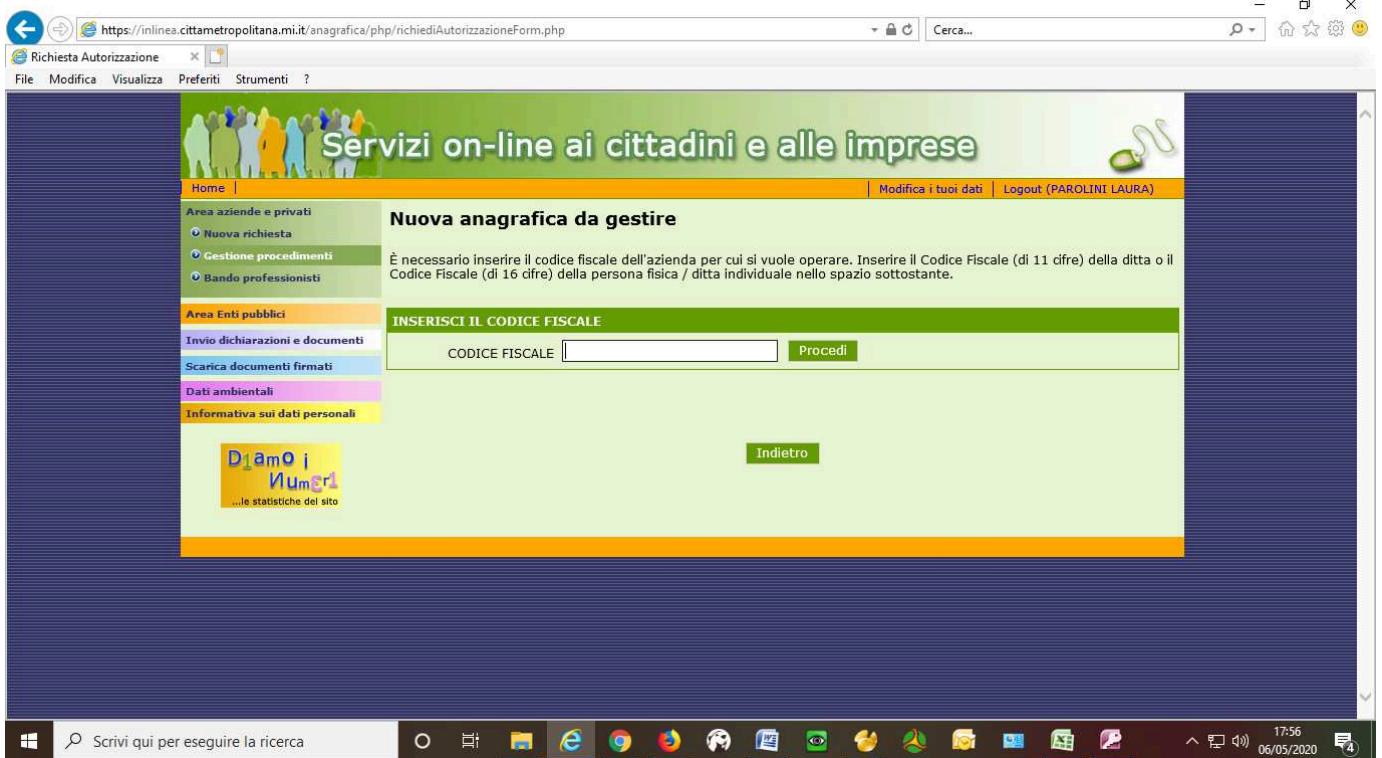 https://inlinea.cittametropolitana.mi.it/anagrafica/php/richiediAutorizzazioneForm.php
Cerca...
Richiesta Autorizzazione
File Modifica Visualizza Preferiti Strumenti ?
Servizi on-line ai cittadini e alle imprese
Home | Modifica i tuoi dati | Logout (PAROLINI LAURA)
Area aziende e privati
Nuova richiesta
Gestione procedimenti
Bando professionisti
Area Enti pubblici
Invio dichiarazioni e documenti
Scarica documenti firmati
Dati ambientali
Informativa sui dati personali
D1amo i
Numer1
...le statistiche del sito
Nuova anagrafica da gestire
È necessario inserire il codice fiscale dell'azienda per cui si vuole operare. Inserire il Codice Fiscale (di 11 cifre) della ditta o il
Codice Fiscale (di 16 cifre) della persona fisica / ditta individuale nello spazio sottostante.
INSERISCI IL CODICE FISCALE
CODICE FISCALE Procedi
Indietro
Scrivi qui per eseguire la ricerca
17:56
06/05/2020
4